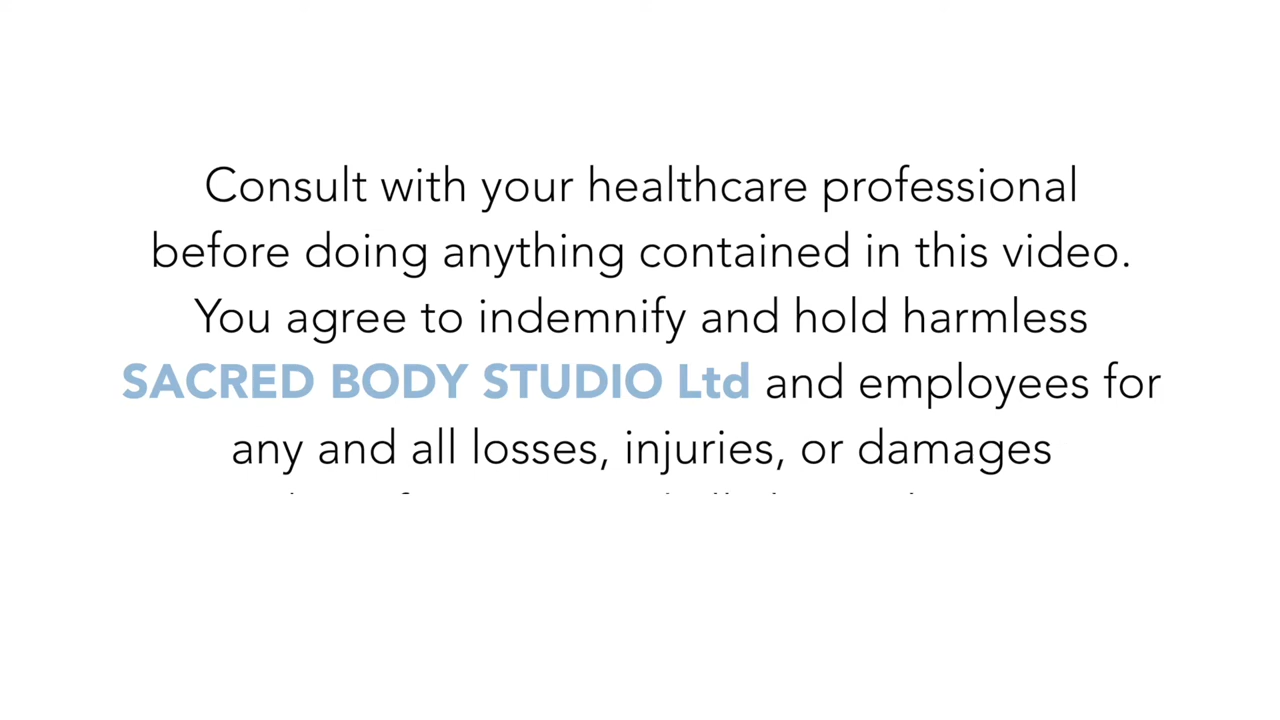 Consult with your healthcare professional
before doing anything contained in this video.
You agree to indemnify and hold harmless
SACRED BODY STUDIO Ltd and employees for
any and all losses, injuries, or damages